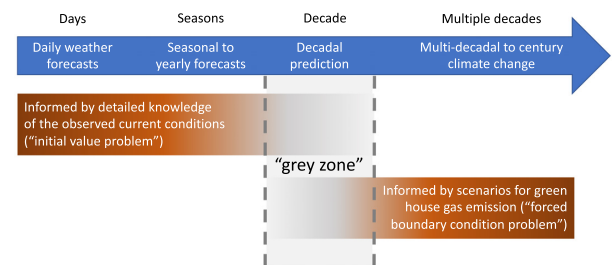 Days
Seasons
Decade
Multiple decades
Daily weather
forecasts
Seasonal to
yearly forecasts
Decadal
prediction
Multi-decadal to century
climate change
Informed by detailed knowledge
of the observed current conditions
(“initial value problem”)
“grey zone”
Informed by scenarios for green
house gas emission (“forced
boundary condition problem”)